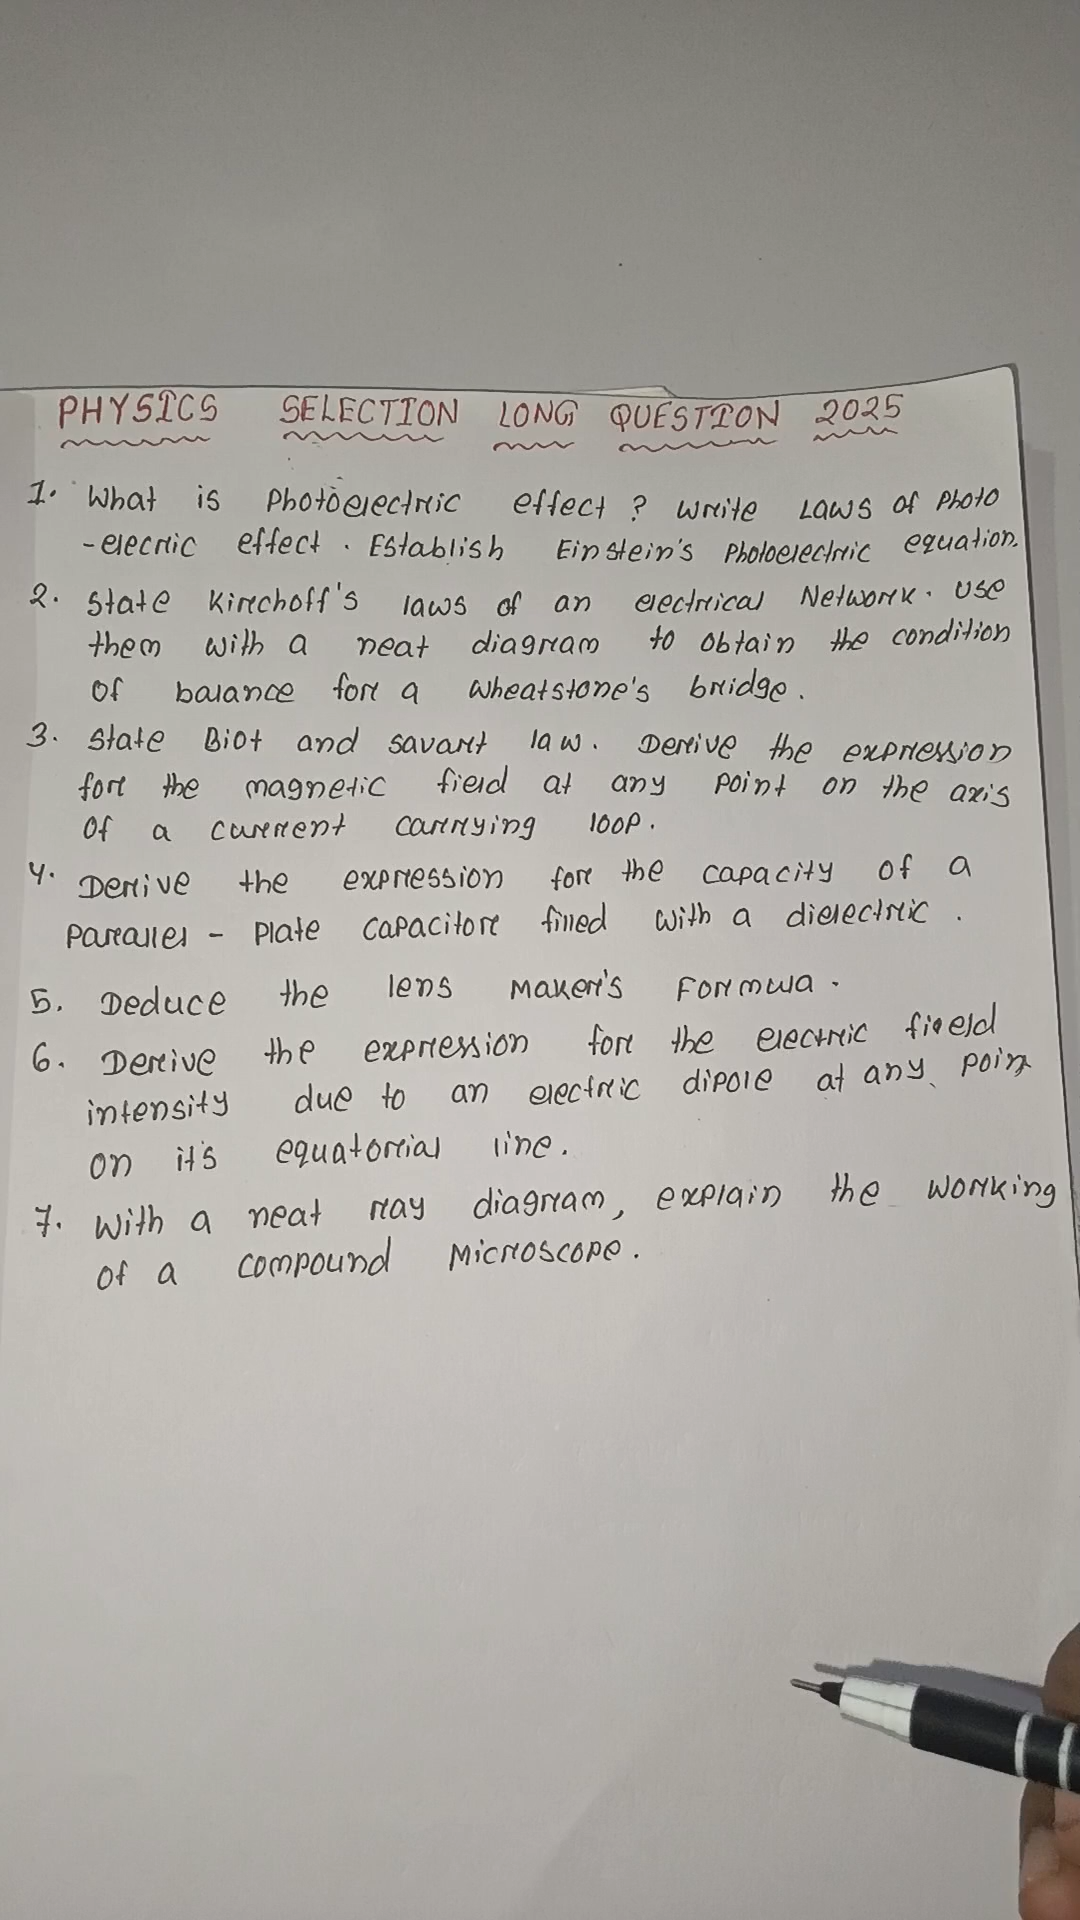 PHYSICS SELECTION LONG QUESTION 2025
1. What is Photoelectric effect ? Write Laws of Photo
-elecric effect. Establish Einstein's Photoelectric equation.
2. State Kirchoff's laws of an electrical Network. Use
them with a neat diagram to obtain the condition
of balance for a Wheatstone's bridge.
3. State Biot and savart law. Derive the expression
for the magnetic field at any point on the axis
of a current carrying loop.
4. Derive the expression for the capacity of a
Parallel - Plate capacitor filled with a dielectric.
5. Deduce the lens Maker's Formula.
6. Derive the expression for the electric fireld
intensity due to an electric dipole at any point
on it's equatorial line.
7. With a neat ray diagram, explain the working
of a compound Microscope.